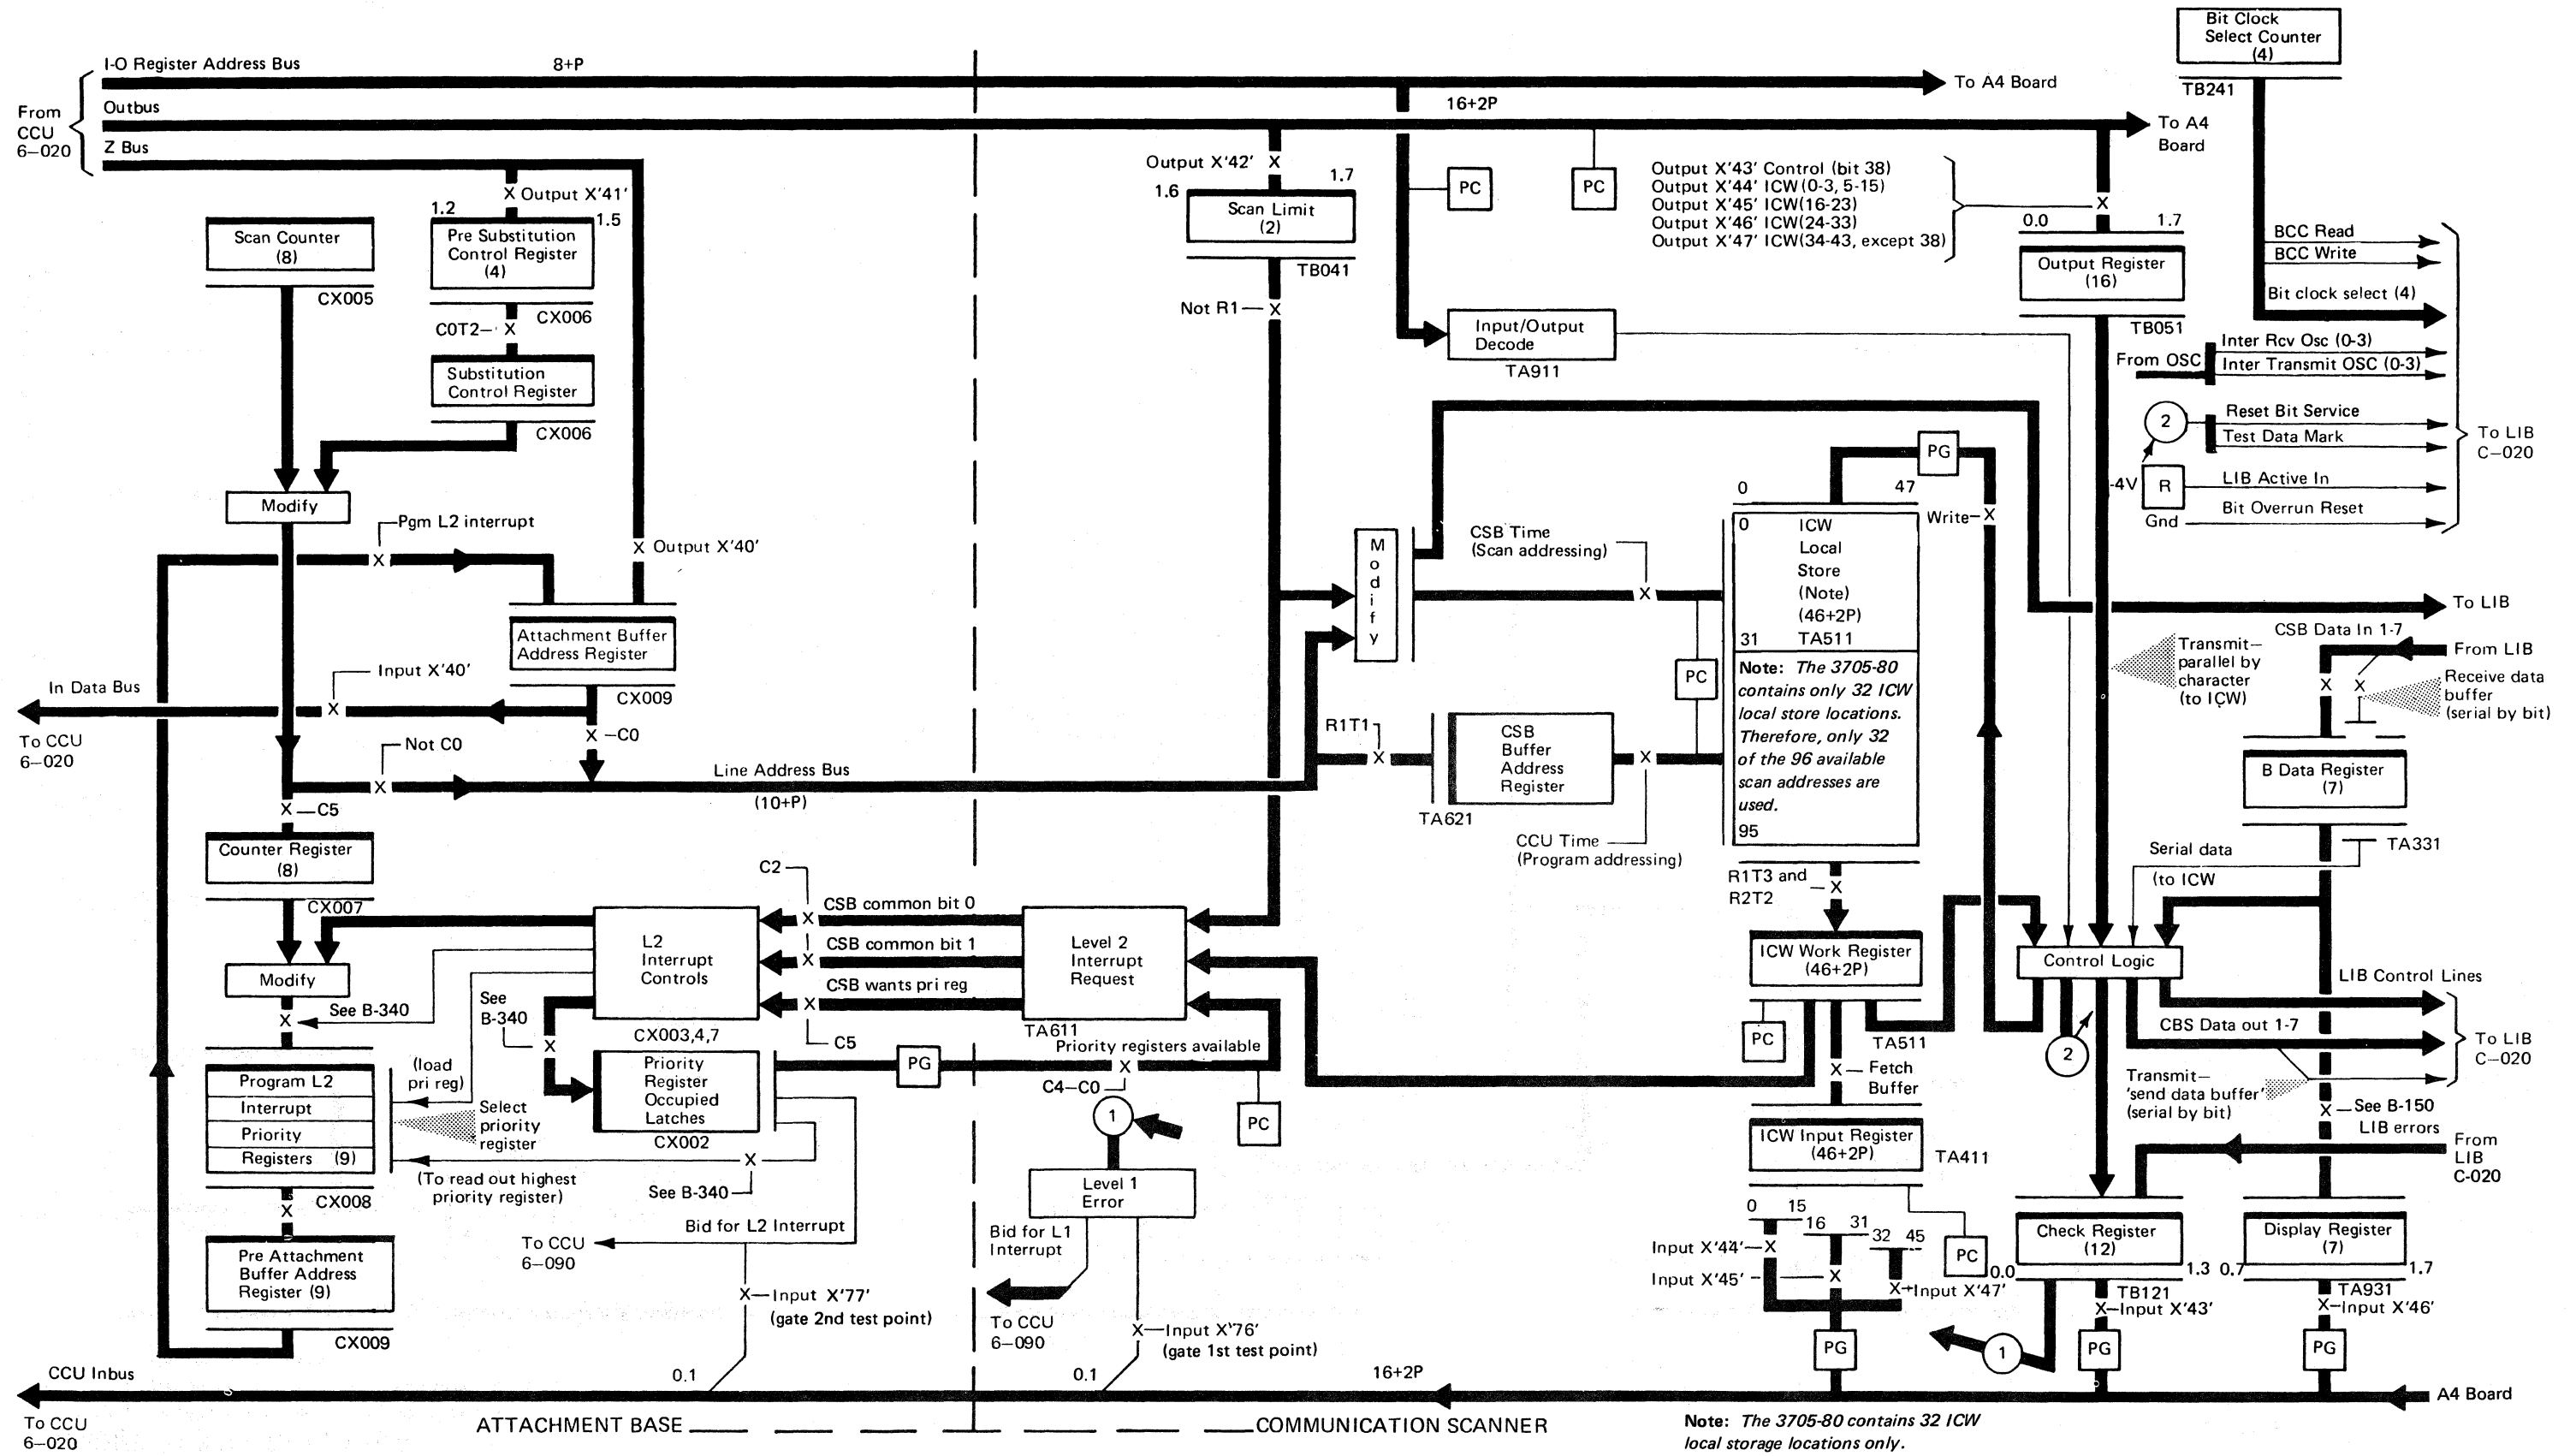 I-O Register Address Bus
8+P
To A4 Board
Bit Clock
Select Counter
(4)
TB241
From
CCU
6–020
Outbus
16+2P
To A4
Board
Z Bus
X Output X'41'
1.2
1.5
Scan Counter
(8)
CX005
Pre Substitution
Control Register
(4)
CX006
C0T2– X
Substitution
Control Register
CX006
Modify
Pgm L2 interrupt
X
X Output X'40'
Attachment Buffer
Address Register
CX009
Input X'40'
X
In Data Bus
To CCU
6–020
X –C0
Not C0
X
Line Address Bus
(10+P)
X –C5
Counter Register
(8)
CX007
Modify
X
See B-340
Program L2
Interrupt
Priority
Registers (9)
CX008
X
Pre Attachment
Buffer Address
Register (9)
CX009
(load
pri reg)
Select
priority
register
(To read out highest
priority register)
See
B-340
X
L2
Interrupt
Controls
CX003,4,7
Priority
Register
Occupied
Latches
CX002
X
See B-340
Bid for L2 Interrupt
To CCU
6–090
X –Input X'77'
(gate 2nd test point)
0.1
C2
X
CSB common bit 0
CSB common bit 1
X
CSB wants pri reg
X
C5
Level 2
Interrupt
Request
TA611
Priority registers available
PG
X
C4–C0
PC
1
Level 1
Error
Bid for L1
Interrupt
To CCU
6–090
X –Input X'76'
(gate 1st test point)
0.1
16+2P
CCU Inbus
To CCU
6–020
ATTACHMENT BASE
COMMUNICATION SCANNER
Output X'42' X
1.6
1.7
Scan Limit
(2)
TB041
Not R1 – X
PC
PC
Input/Output
Decode
TA911
Output X'43' Control (bit 38)
Output X'44' ICW(0-3, 5-15)
Output X'45' ICW(16-23)
Output X'46' ICW(24-33)
Output X'47' ICW(34-43, except 38)
X
0.0
1.7
Output Register
(16)
TB051
BCC Read
BCC Write
Bit clock select (4)
Inter Rcv Osc (0-3)
From OSC
Inter Transmit OSC (0-3)
2
Reset Bit Service
Test Data Mark
-4V
R
LIB Active In
Gnd
Bit Overrun Reset
To LIB
C–020
Modify
CSB Time
(Scan addressing)
X
PC
R1T1
X
CSB
Buffer
Address
Register
TA621
X
CCU Time
(Program addressing)
0
47
PG
Write– X
0
ICW
Local
Store
(Note)
(46+2P)
31
TA511
Note: The 3705-80
contains only 32 ICW
local store locations.
Therefore, only 32
of the 96 available
scan addresses are
used.
95
R1T3 and
R2T2
– X
ICW Work Register
(46+2P)
PC
TA511
X – Fetch
Buffer
ICW Input Register
(46+2P)
TA411
0
15
16
31
32
45
PC
Input X'44'– X
Input X'45' – X
X –Input X'47'
PG
To LIB
CSB Data In 1-7
From LIB
Transmit–
parallel by
character
(to ICW)
X
X
Receive data
buffer
(serial by bit)
B Data Register
(7)
TA331
Serial data
(to ICW
Control Logic
LIB Control Lines
CBS Data out 1-7
2
To LIB
C–020
Transmit–
'send data buffer'
(serial by bit)
X –See B-150
LIB errors
From
LIB
C-020
Check Register
(12)
0.0
1.3
TB121
X –Input X'43'
1
PG
Display Register
(7)
0.7
1.7
TA931
X –Input X'46'
PG
A4 Board
Note: The 3705-80 contains 32 ICW
local storage locations only.